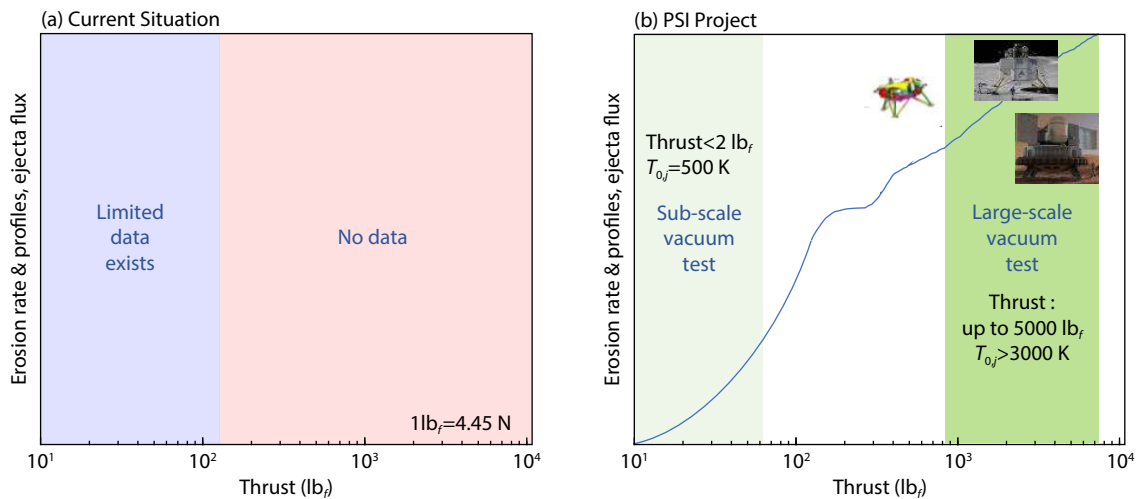 (a) Current Situation
Erosion rate & profiles, ejecta flux
Limited
data
exists
No data
1lbf=4.45 N
10¹
10²
10³
10⁴
Thrust (lbf)
(b) PSI Project
Erosion rate & profiles, ejecta flux
Thrust<2 lbf
T0,j=500 K
Sub-scale
vacuum
test
Large-scale
vacuum
test
Thrust :
up to 5000 lbf
T0,j>3000 K
10¹
10²
10³
10⁴
Thrust (lbf)